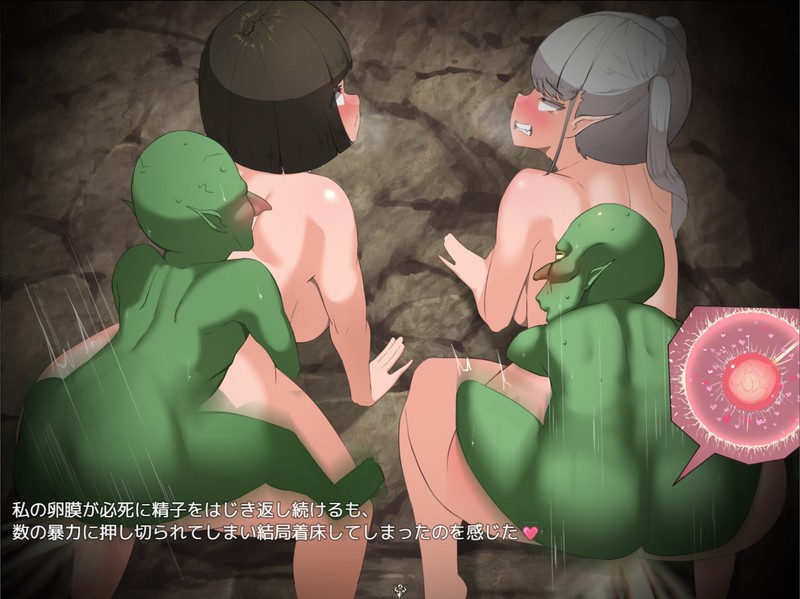 私の卵膜が必死に精子をはじき返し続けるも、
数の暴力に押し切られてしまい結局着床してしまったのを感じた💗